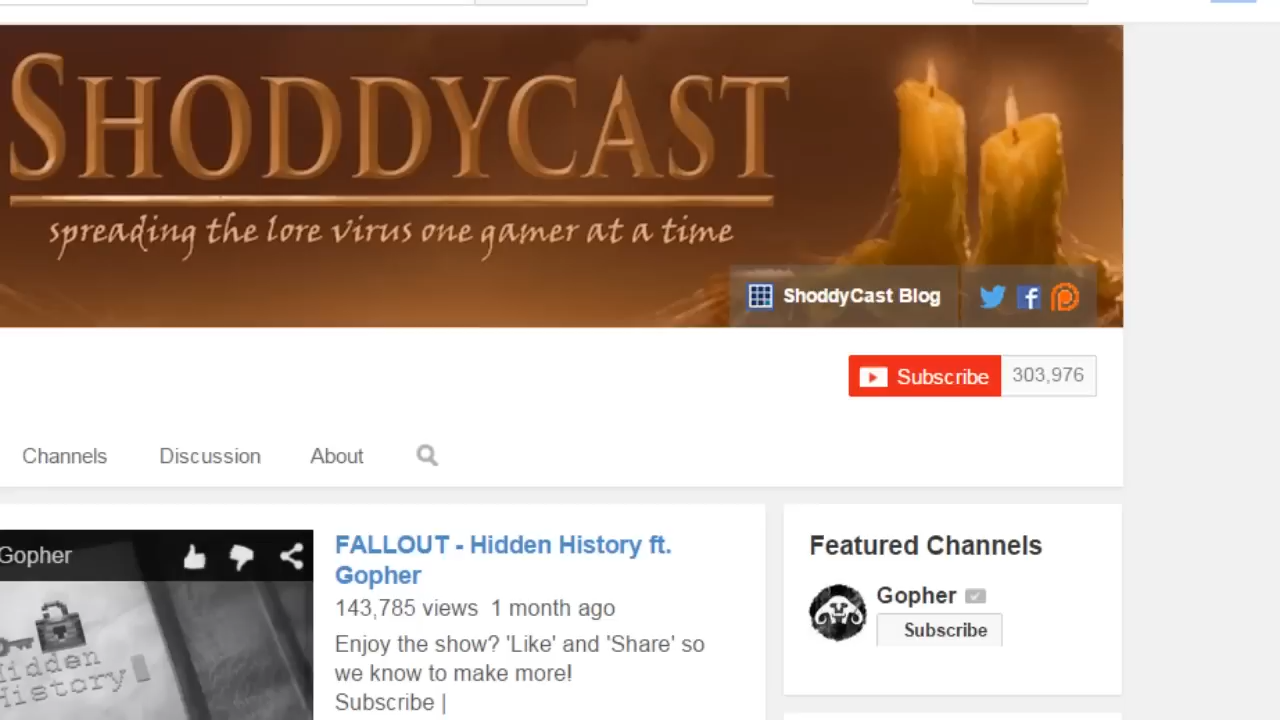 SHODDYCAST
spreading the lore virus one gamer at a time
ShoddyCast Blog
Subscribe 303,976
Channels Discussion About
Gopher
Hidden
History
FALLOUT - Hidden History ft.
Gopher
143,785 views 1 month ago
Enjoy the show? 'Like' and 'Share' so
we know to make more!
Subscribe |
Featured Channels
Gopher
Subscribe